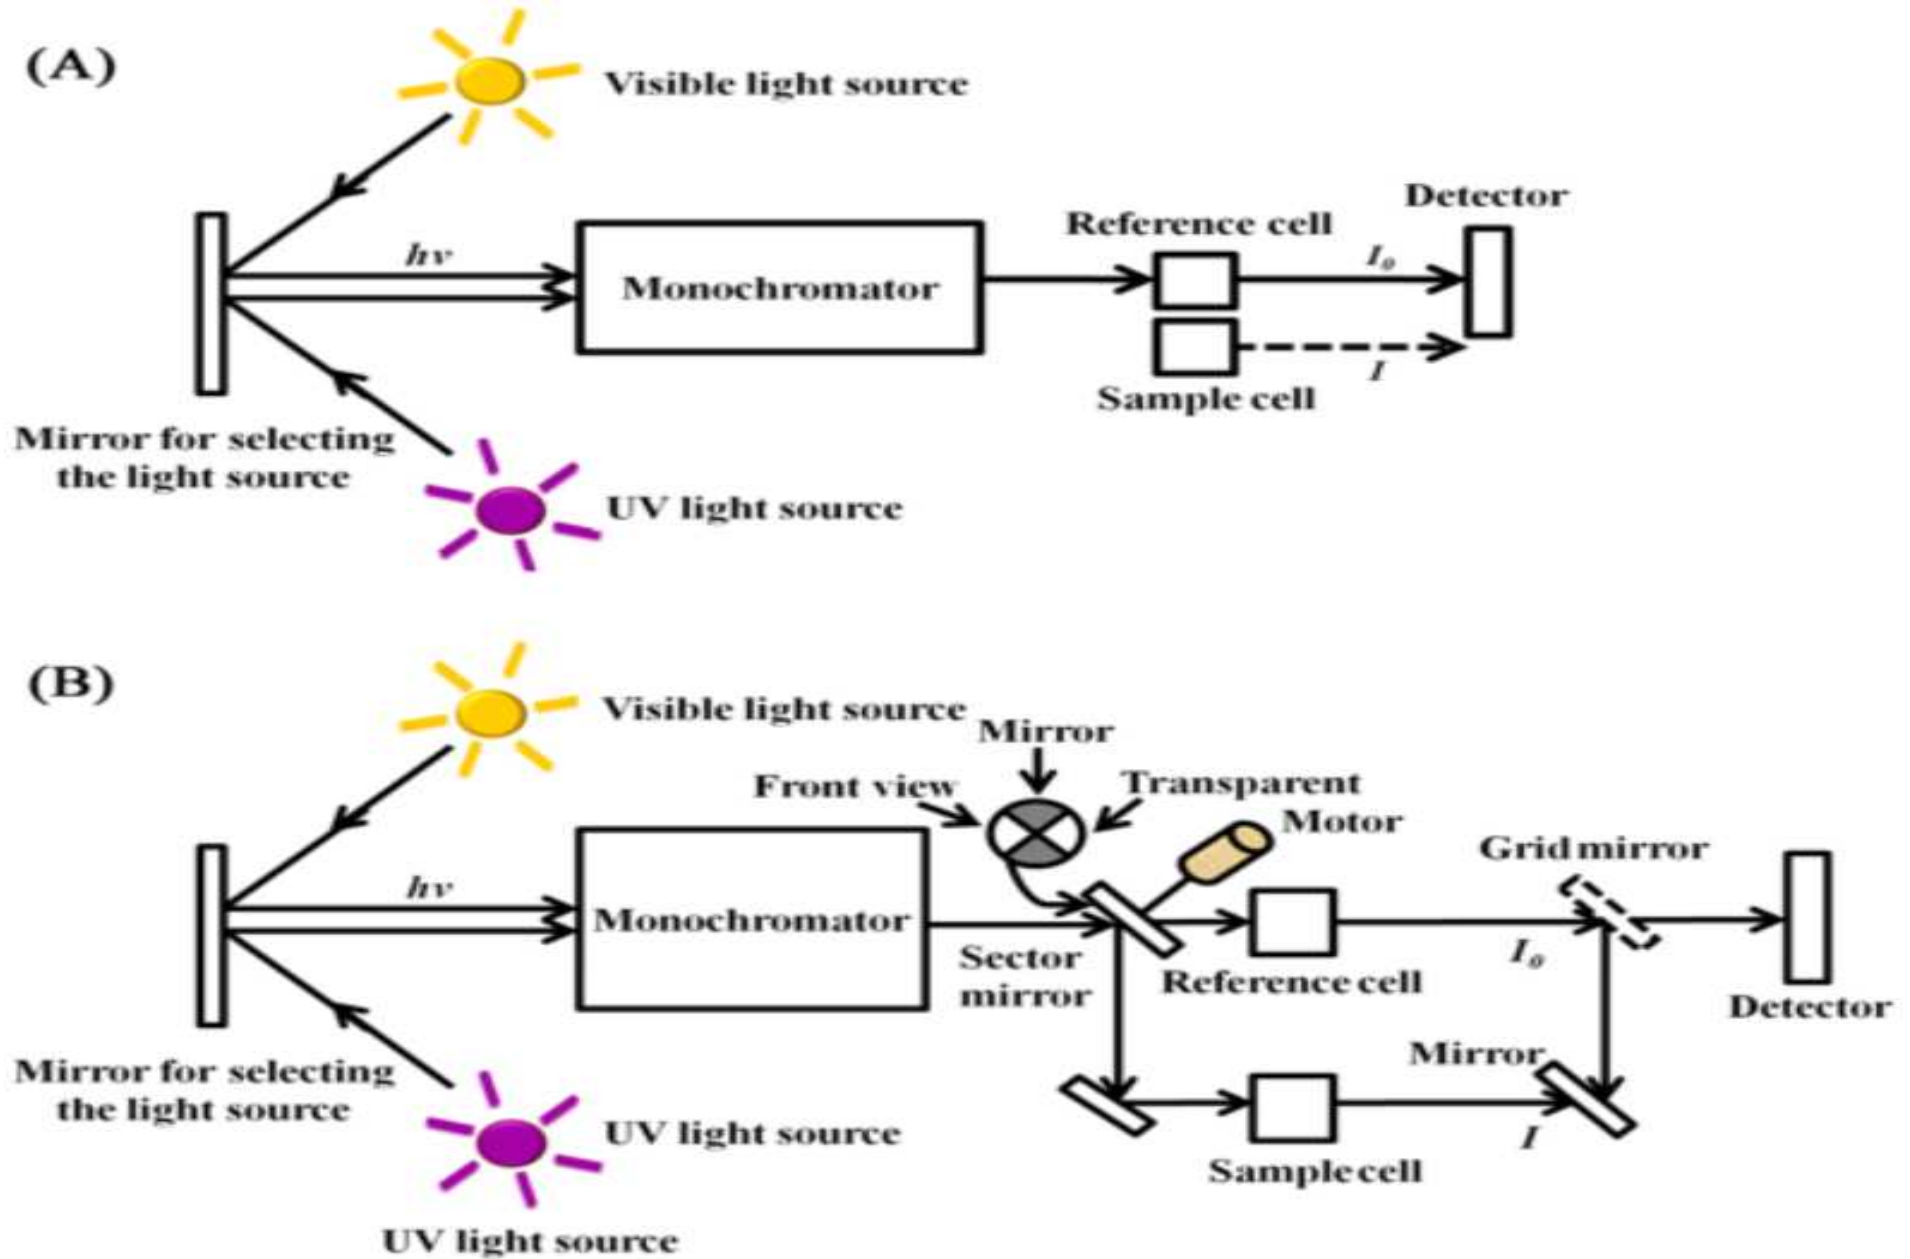 (A)
Visible light source
Detector
Reference cell
hν
I₀
Monochromator
I
Sample cell
Mirror for selecting
the light source
UV light source
(B)
Visible light source
Mirror
Front view
Transparent
Motor
Grid mirror
hν
Monochromator
Sector
mirror
I₀
Reference cell
Detector
Mirror
Mirror for selecting
the light source
UV light source
I
Sample cell
UV light source